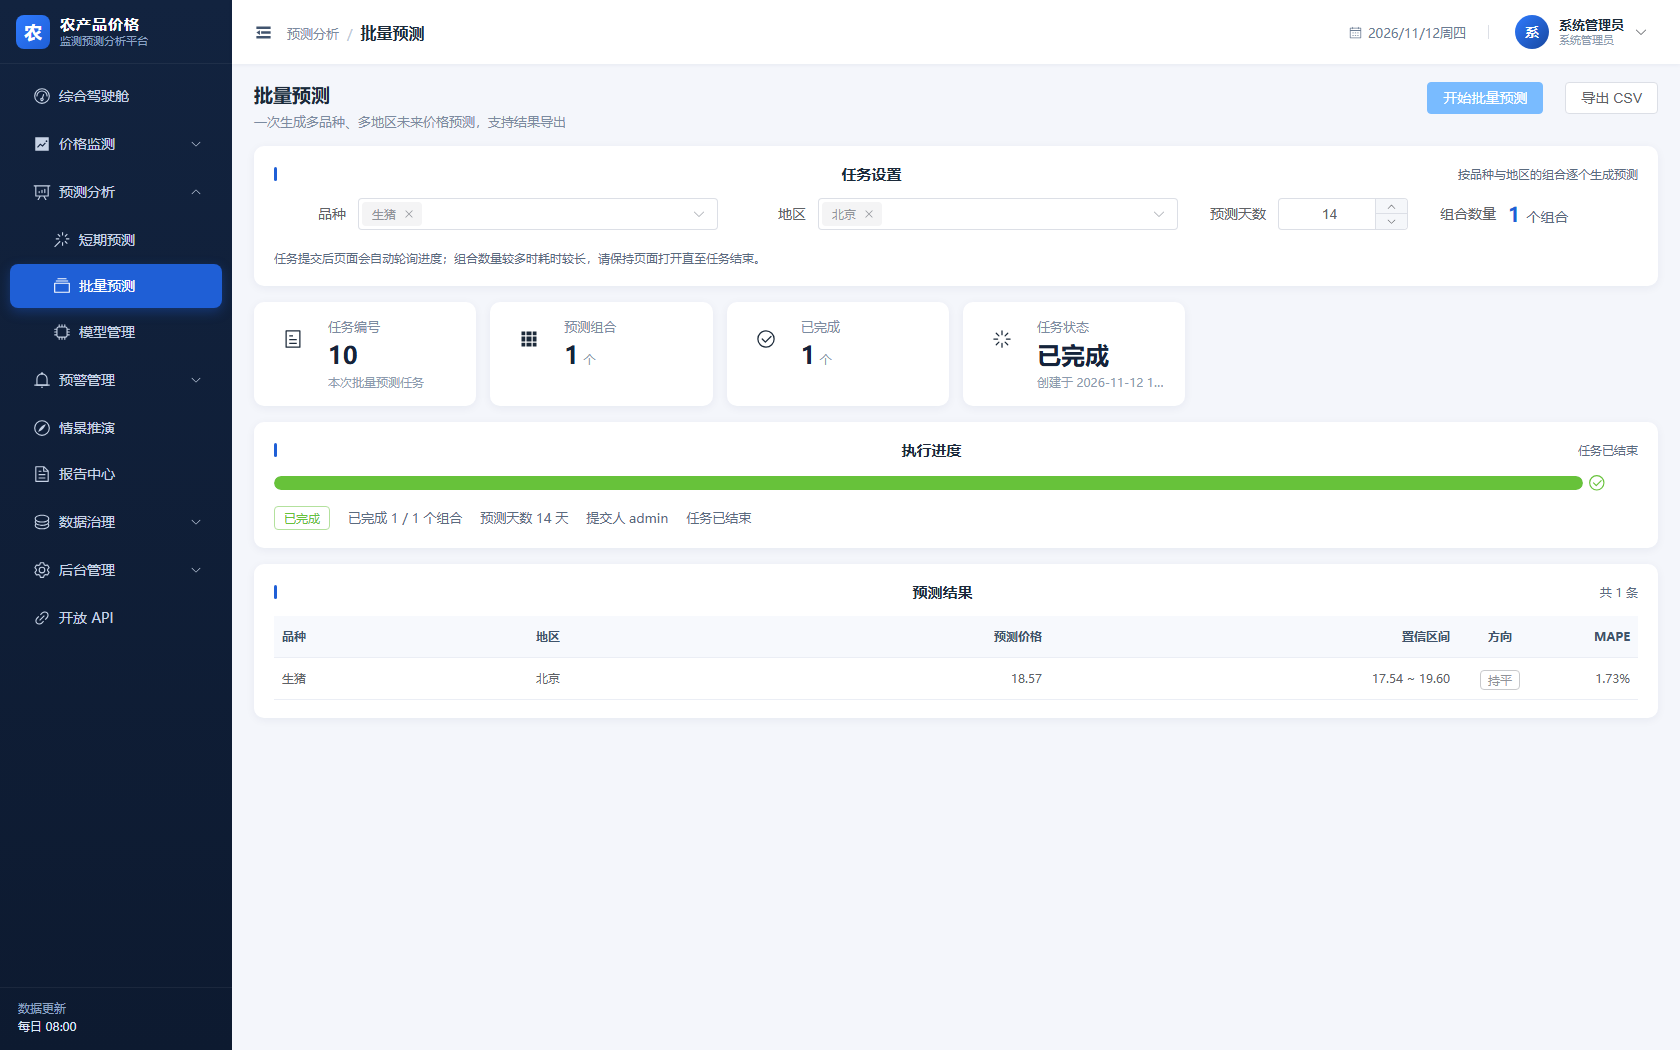 农
农产品价格
监测预测分析平台
综合驾驶舱
价格监测
预测分析
短期预测
批量预测
模型管理
预警管理
情景推演
报告中心
数据治理
后台管理
开放 API
数据更新
每日 08:00
预测分析 / 批量预测
2026/11/12周四
系
系统管理员
系统管理员
批量预测
一次生成多品种、多地区未来价格预测，支持结果导出
开始批量预测
导出 CSV
任务设置
按品种与地区的组合逐个生成预测
品种 生猪
地区 北京
预测天数 14
组合数量 1 个组合
任务提交后页面会自动轮询进度；组合数量较多时耗时较长，请保持页面打开直至任务结束。
任务编号
10
本次批量预测任务
预测组合
1 个
已完成
1 个
任务状态
已完成
创建于 2026-11-12 1...
执行进度
任务已结束
已完成 已完成 1 / 1 个组合 预测天数 14 天 提交人 admin 任务已结束
预测结果
共 1 条
品种 地区 预测价格 置信区间 方向 MAPE
生猪 北京 18.57 17.54 ~ 19.60 持平 1.73%